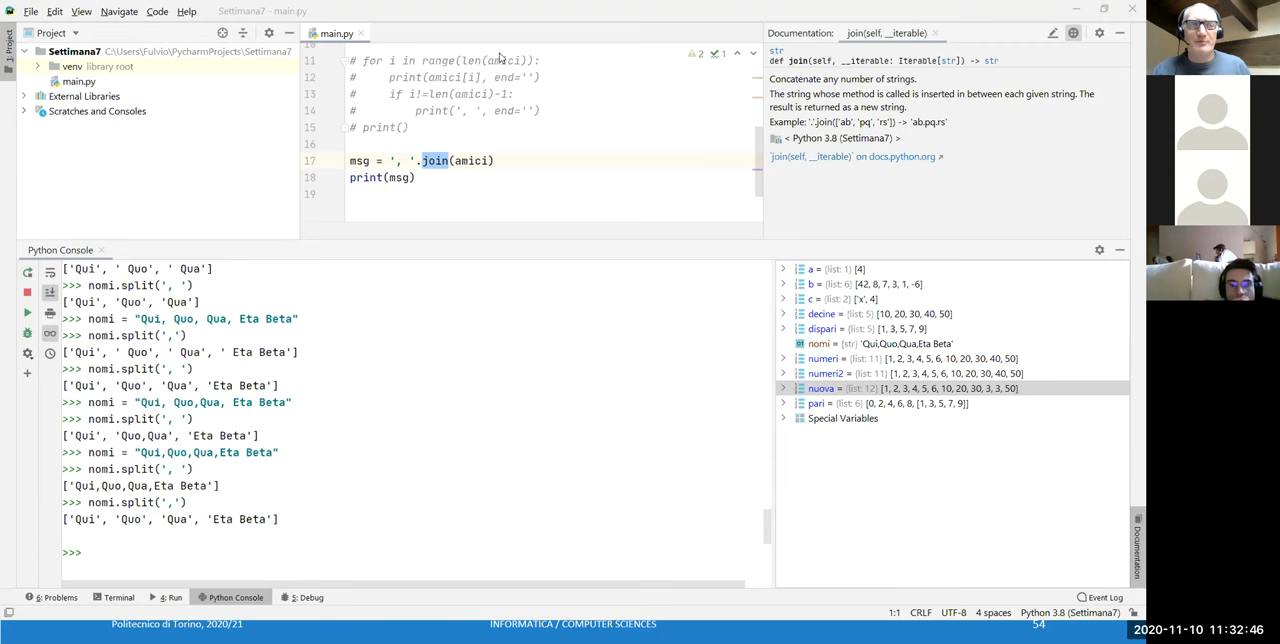 File Edit View Navigate Code Help Settimana7 - main.py
Project
Settimana7 C:\Users\Fulvio\PycharmProjects\Settimana7
venv library root
main.py
External Libraries
Scratches and Consoles
Project
main.py
10
11 # for i in range(len(amici)):
12 #     print(amici[i], end='')
13 #     if i!=len(amici)-1:
14 #         print(', ', end='')
15 # print()
16
17 msg = ', '.join(amici)
18 print(msg)
19
2 1
Documentation: join(self, __iterable)
str
def join(self, __iterable: Iterable[str]) -> str
Concatenate any number of strings.
The string whose method is called is inserted in between each given string. The
result is returned as a new string.
Example: '.'.join(['ab', 'pq', 'rs']) -> 'ab.pq.rs'
< Python 3.8 (Settimana7) >
`join(self, __iterable)` on docs.python.org
Python Console
['Qui', ' Quo', ' Qua']
>>> nomi.split(', ')
['Qui', 'Quo', 'Qua']
>>> nomi = "Qui, Quo, Qua, Eta Beta"
>>> nomi.split(',')
['Qui', ' Quo', ' Qua', ' Eta Beta']
>>> nomi.split(', ')
['Qui', 'Quo', 'Qua', 'Eta Beta']
>>> nomi = "Qui, Quo,Qua, Eta Beta"
>>> nomi.split(', ')
['Qui', 'Quo,Qua', 'Eta Beta']
>>> nomi = "Qui,Quo,Qua,Eta Beta"
>>> nomi.split(', ')
['Qui,Quo,Qua,Eta Beta']
>>> nomi.split(',')
['Qui', 'Quo', 'Qua', 'Eta Beta']
>>>
a = {list: 1} [4]
b = {list: 6} [42, 8, 7, 3, 1, -6]
c = {list: 2} ['x', 4]
decine = {list: 5} [10, 20, 30, 40, 50]
dispari = {list: 5} [1, 3, 5, 7, 9]
nomi = {str} 'Qui,Quo,Qua,Eta Beta'
numeri = {list: 11} [1, 2, 3, 4, 5, 6, 10, 20, 30, 40, 50]
numeri2 = {list: 11} [1, 2, 3, 4, 5, 6, 10, 20, 30, 40, 50]
nuova = {list: 12} [1, 2, 3, 4, 5, 6, 10, 20, 30, 3, 3, 50]
pari = {list: 6} [0, 2, 4, 6, 8, [1, 3, 5, 7, 9]]
Special Variables
Documentation
6: Problems Terminal 4: Run Python Console 5: Debug Event Log
1:1 CRLF UTF-8 4 spaces Python 3.8 (Settimana7)
Politecnico di Torino, 2020/21 INFORMATICA / COMPUTER SCIENCES 54
2020-11-10 11:32:46